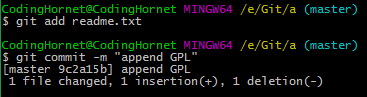 CodingHornet@CodingHornet MINGW64 /e/Git/a (master)
$ git add readme.txt
CodingHornet@CodingHornet MINGW64 /e/Git/a (master)
$ git commit -m "append GPL"
[master 9c2a15b] append GPL
 1 file changed, 1 insertion(+), 1 deletion(-)